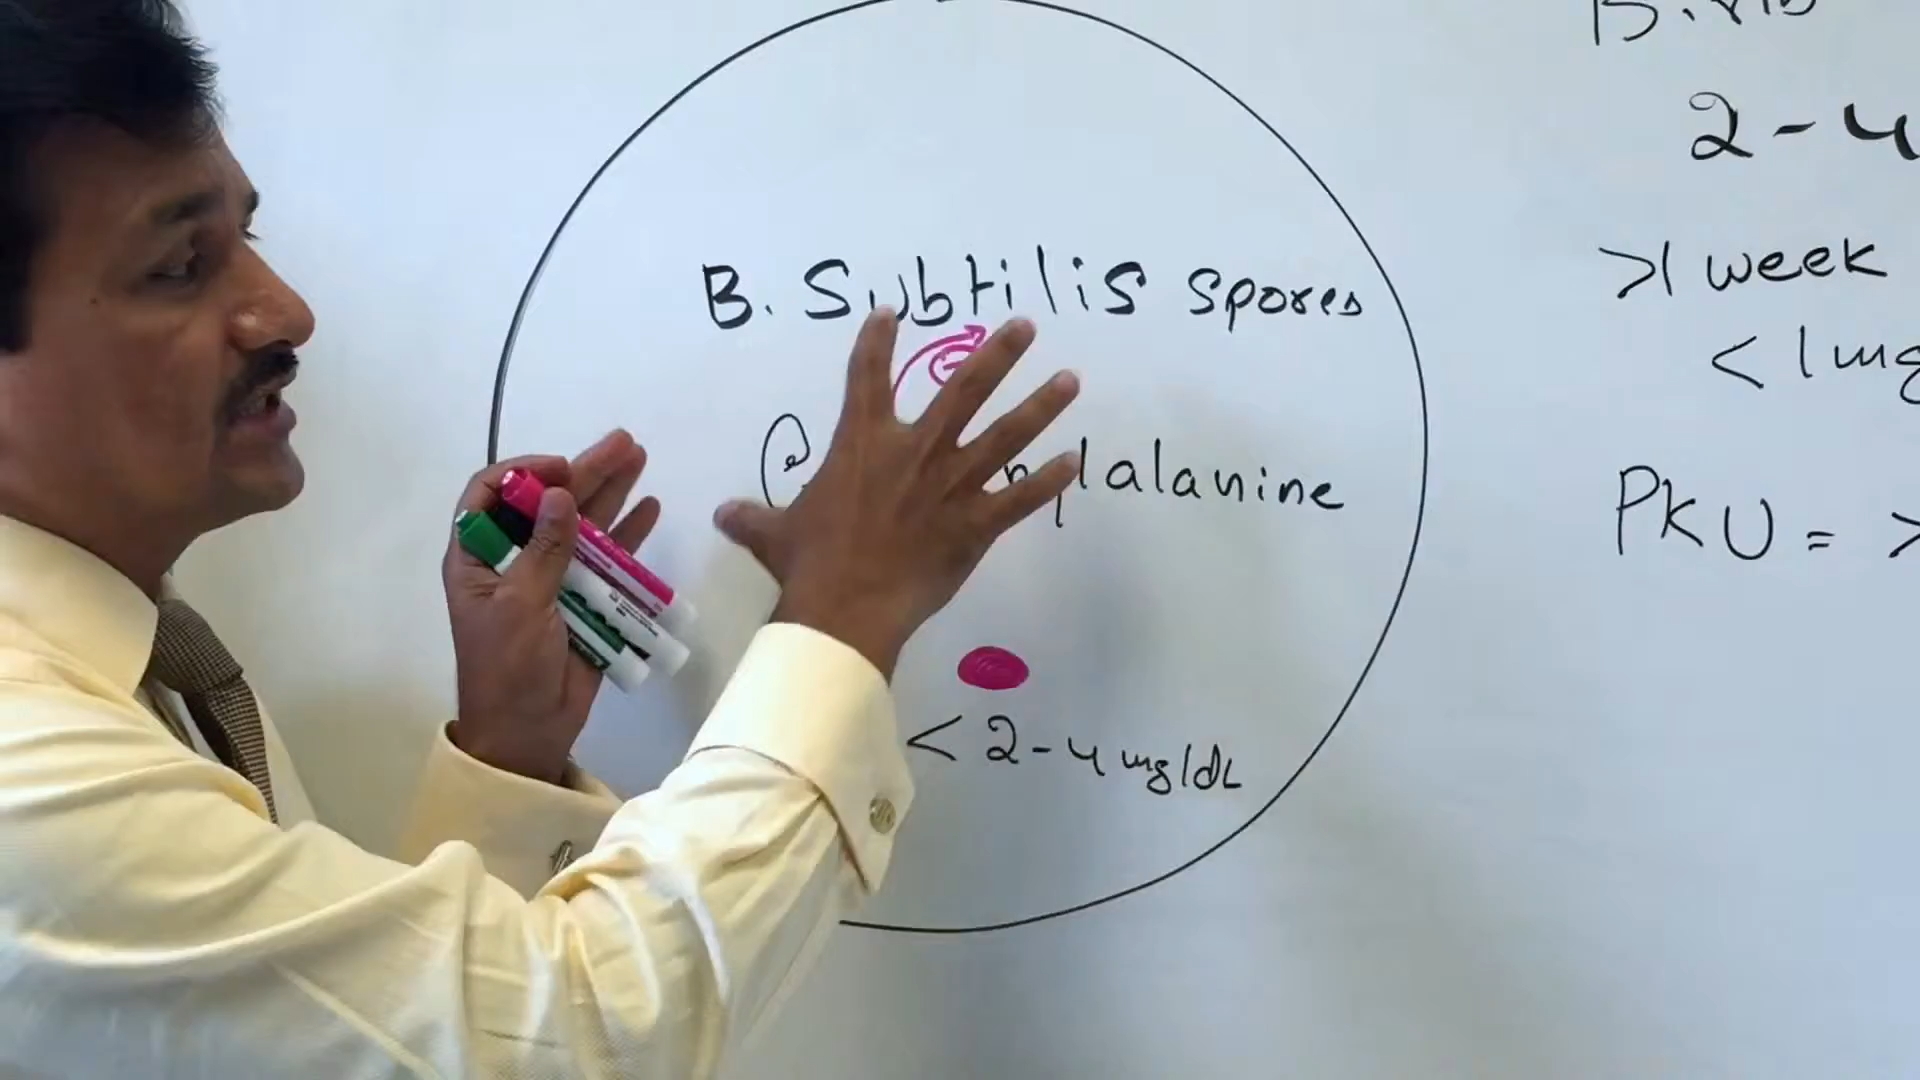 B. Subtilis spores
nylalanine
< 2-4 mg/dL
2-4
>1 week
< 1 mg
PKU = >